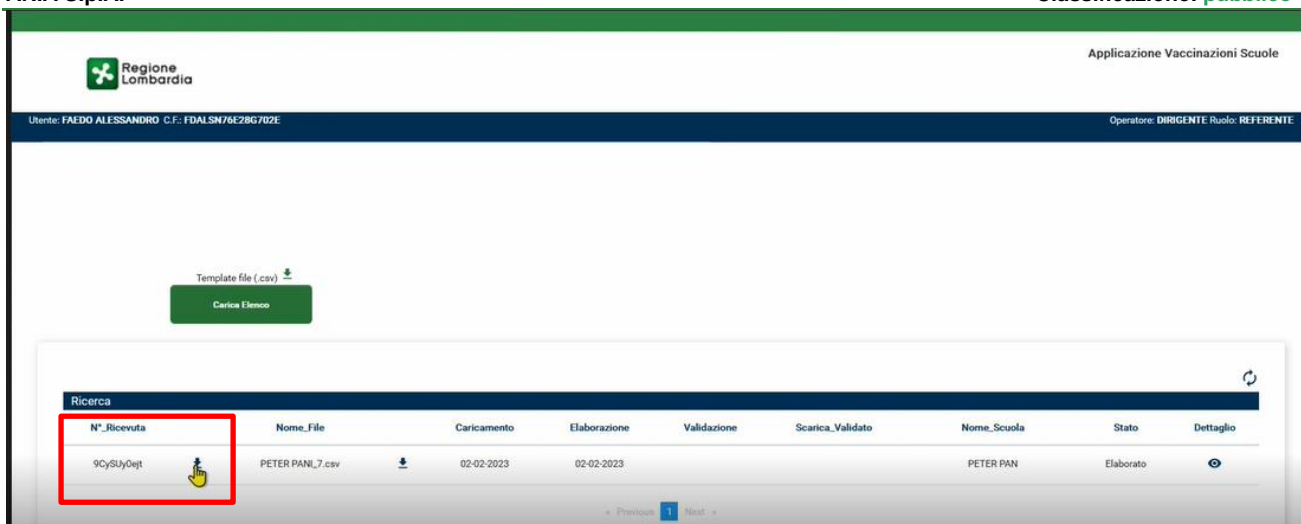 Classificazione: pubblico
Regione
Lombardia
Applicazione Vaccinazioni Scuole
Utente: FAEDO ALESSANDRO C.F.: FDALSN76E28G702E
Operatore: DIRIGENTE Ruolo: REFERENTE
Template file (.csv)
Carica Elenco
Ricerca
N°_Ricevuta Nome_File Caricamento Elaborazione Validazione Scarica_Validato Nome_Scuola Stato Dettaglio
9CySUy0ejt PETER PANI_7.csv 02-02-2023 02-02-2023 PETER PAN Elaborato
« Previous 1 Next »